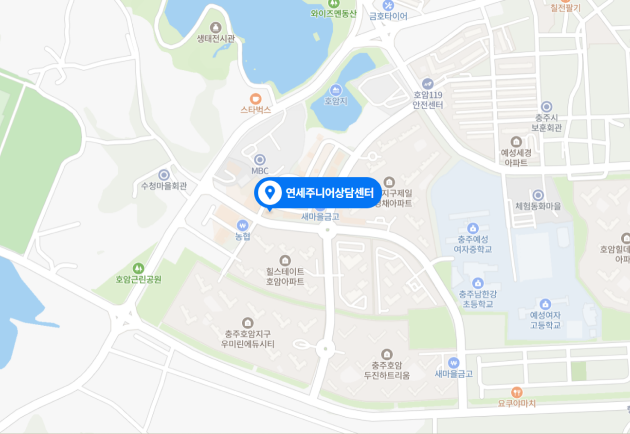 와이즈멘동산
금호타이어
칠전팔기
생태전시관
호암지
호암119
안전센터
스타벅스
충주시
보훈회관
예성세경
아파트
MBC
수청마을회관
연세주니어상담센터
지구제일
아파트
체험동화마을
새마을금고
농협
충주예성
여자중학교
힐스테이트
호암아파트
호암근린공원
충주남한강
초등학교
예성여자
고등학교
호암힐데
아파
충주호암지구
우미린에듀시티
충주호암
두진하트리움
새마을금고
요쿠야마치